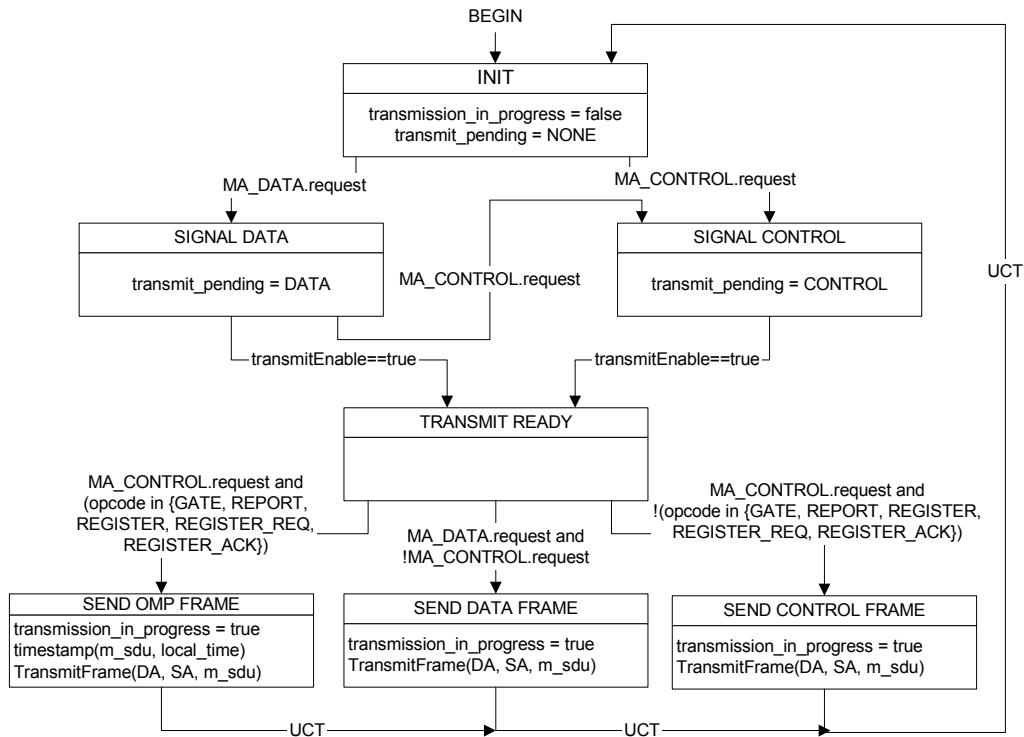 BEGIN
INIT
transmission_in_progress = false
transmit_pending = NONE
MA_DATA.request
MA_CONTROL.request
SIGNAL DATA
transmit_pending = DATA
MA_CONTROL.request
SIGNAL CONTROL
transmit_pending = CONTROL
UCT
transmitEnable==true
transmitEnable==true
TRANSMIT READY
MA_CONTROL.request and
(opcode in {GATE, REPORT,
REGISTER, REGISTER_REQ,
REGISTER_ACK})
MA_DATA.request and
!MA_CONTROL.request
MA_CONTROL.request and
!(opcode in {GATE, REPORT, REGISTER,
REGISTER_REQ, REGISTER_ACK})
SEND OMP FRAME
transmission_in_progress = true
timestamp(m_sdu, local_time)
TransmitFrame(DA, SA, m_sdu)
SEND DATA FRAME
transmission_in_progress = true
TransmitFrame(DA, SA, m_sdu)
SEND CONTROL FRAME
transmission_in_progress = true
TransmitFrame(DA, SA, m_sdu)
UCT
UCT